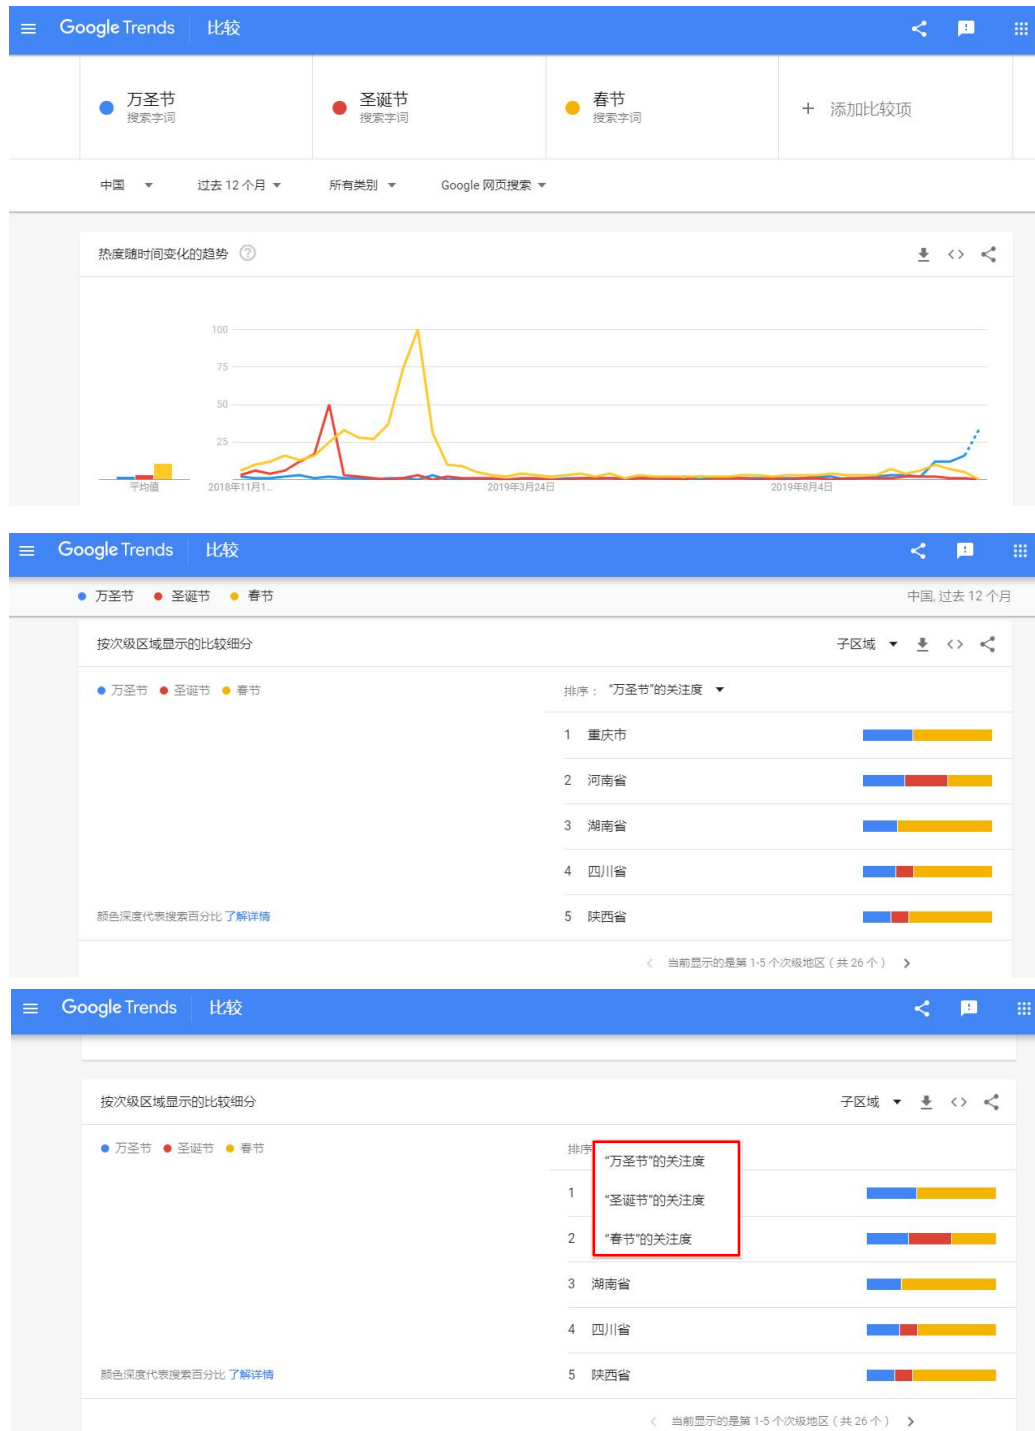 Google Trends 比较
万圣节
搜索字词
圣诞节
搜索字词
春节
搜索字词
+ 添加比较项
中国 过去 12 个月 所有类别 Google 网页搜索
热度随时间变化的趋势
100
75
50
25
平均值 2018年11月1... 2019年3月24日 2019年8月4日
Google Trends 比较
万圣节 圣诞节 春节 中国, 过去 12 个月
按次级区域显示的比较细分 子区域
万圣节 圣诞节 春节
排序： "万圣节"的关注度
1 重庆市
2 河南省
3 湖南省
4 四川省
5 陕西省
颜色深度代表搜索百分比 了解详情
当前显示的是第 1-5 个次级地区（共 26 个）
Google Trends 比较
按次级区域显示的比较细分 子区域
万圣节 圣诞节 春节
排序
"万圣节"的关注度
"圣诞节"的关注度
"春节"的关注度
1
2
3 湖南省
4 四川省
5 陕西省
颜色深度代表搜索百分比 了解详情
当前显示的是第 1-5 个次级地区（共 26 个）